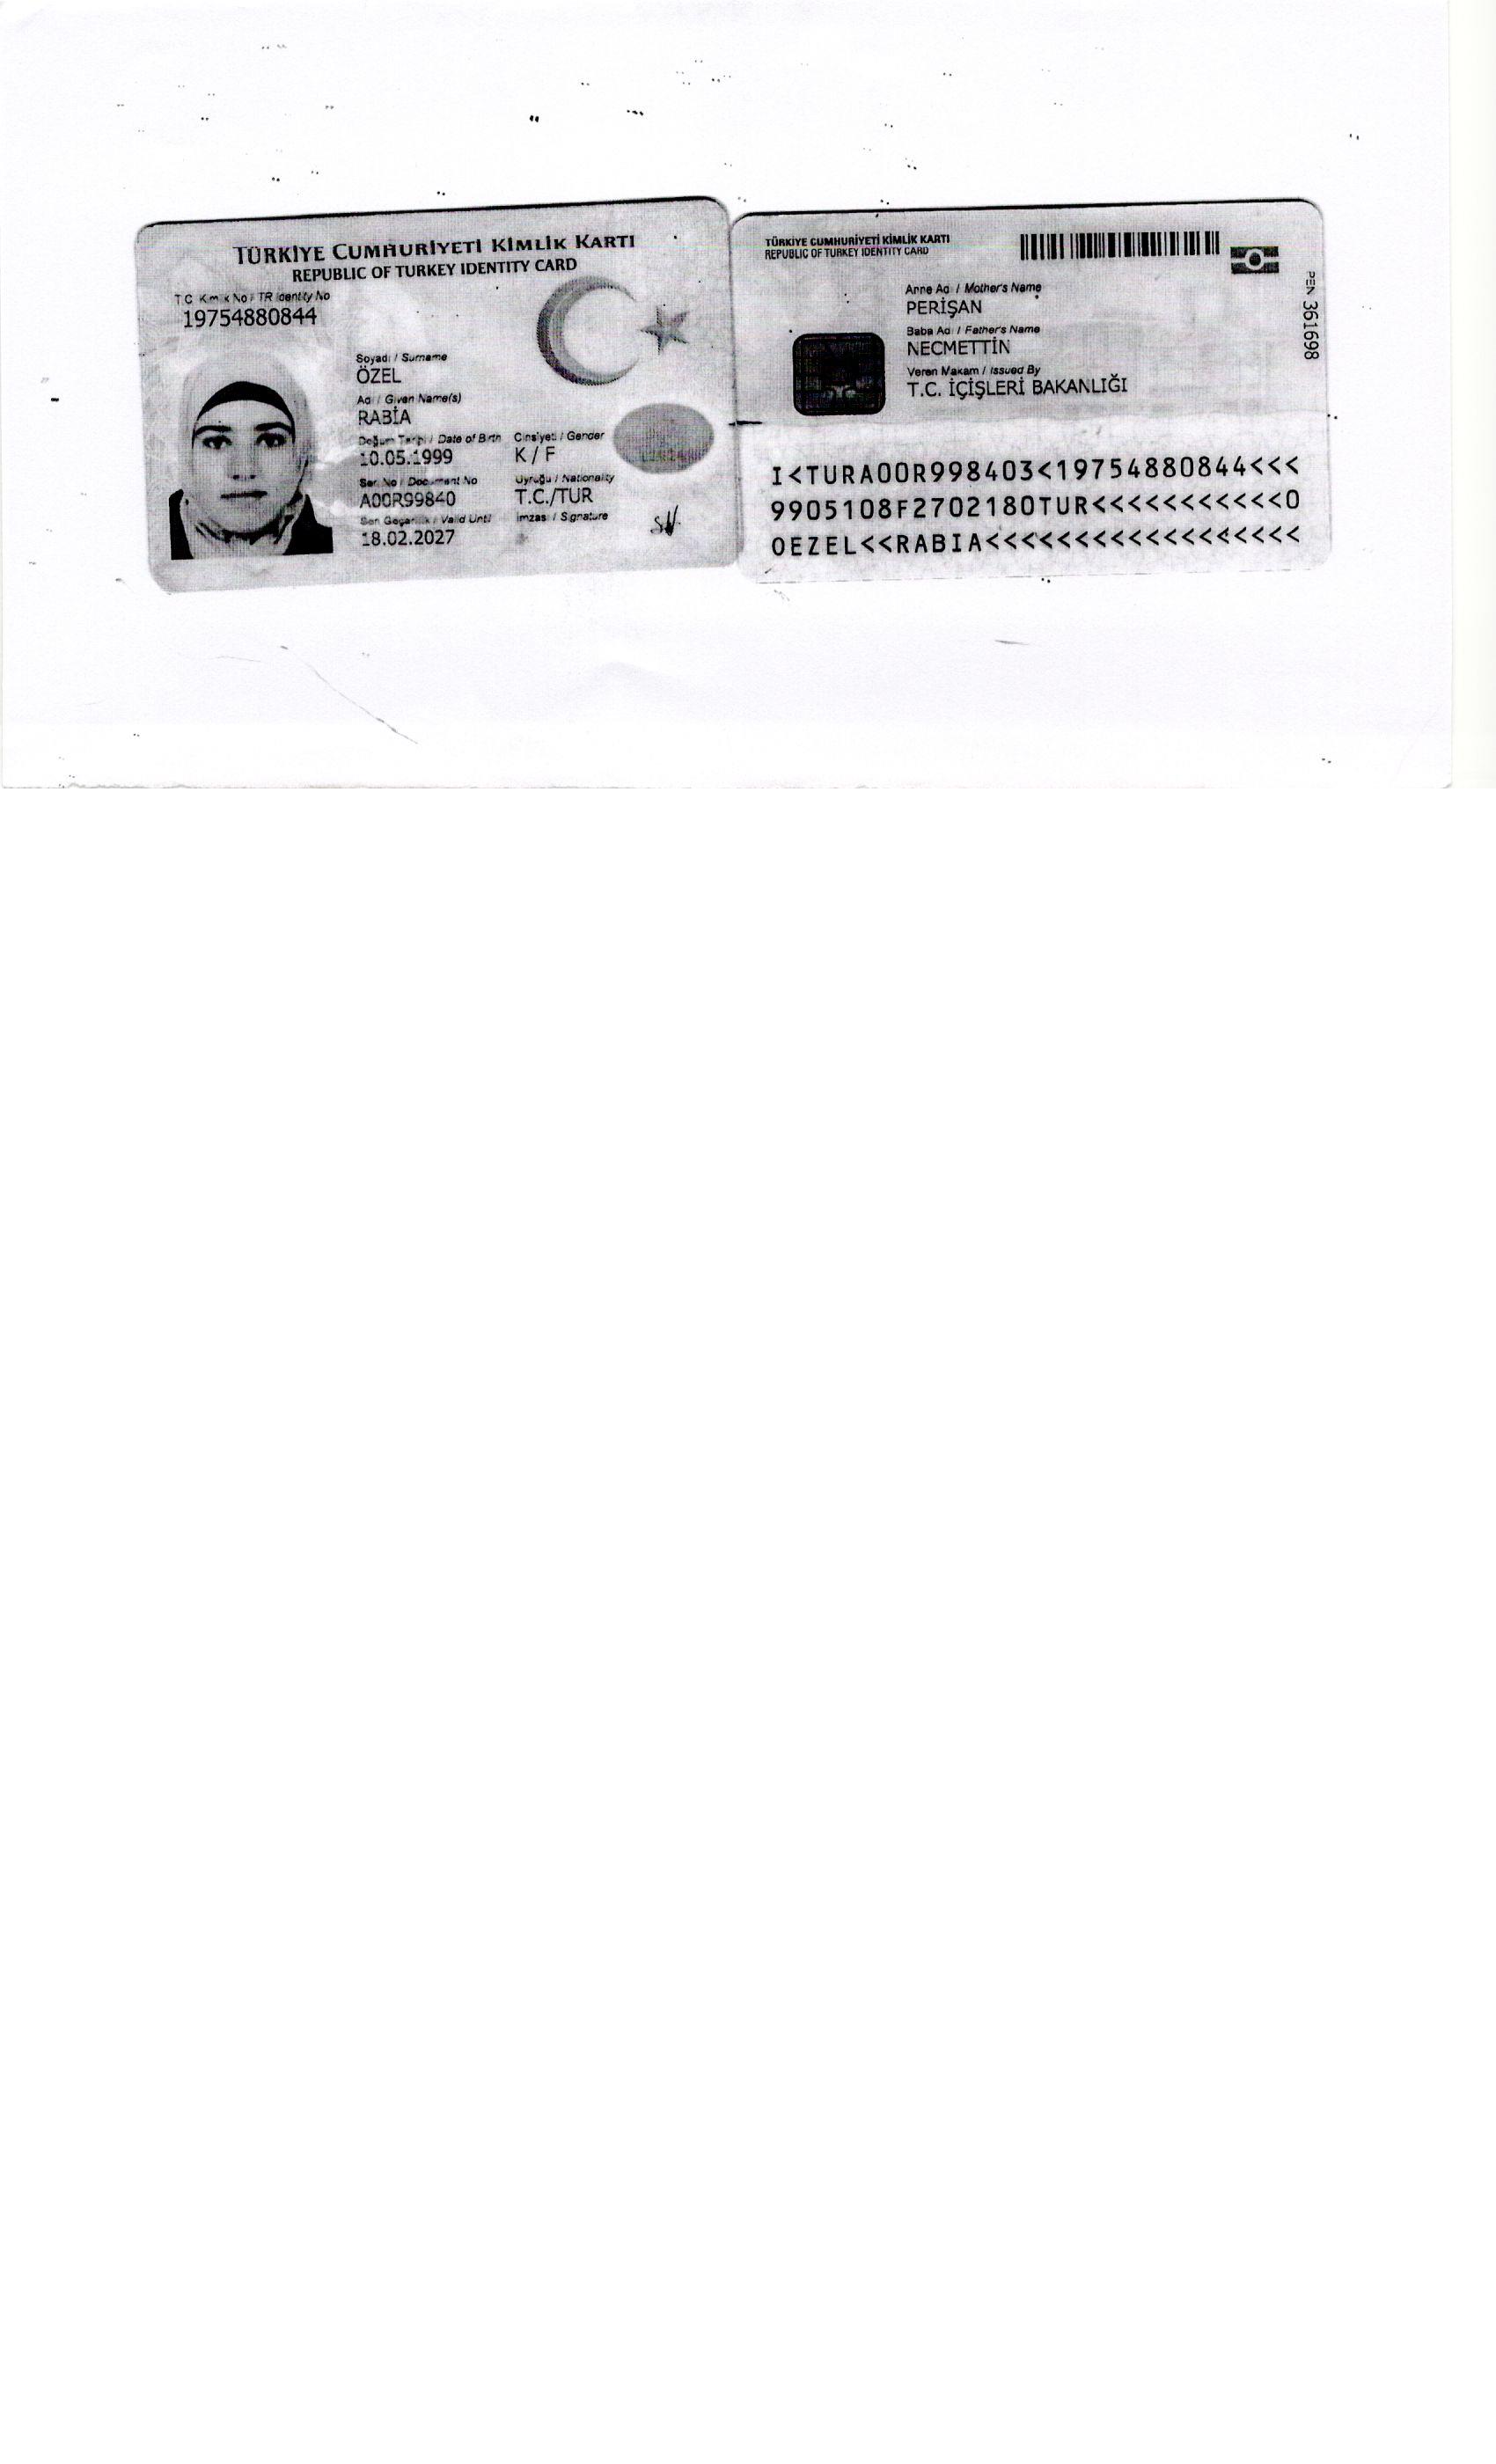 TÜRKİYE CUMHURİYETİ KİMLİK KARTI
REPUBLIC OF TURKEY IDENTITY CARD
T.C. Kimlik No / TR Identity No
19754880844
Soyadı / Surname
ÖZEL
Adı / Given Name(s)
RABİA
Doğum Tarihi / Date of Birth Cinsiyeti / Gender
10.05.1999 K / F
Seri No / Document No Uyruğu / Nationality
A00R99840 T.C./TUR
Son Geçerlilik / Valid Until İmzası / Signature
18.02.2027
TÜRKİYE CUMHURİYETİ KİMLİK KARTI
REPUBLIC OF TURKEY IDENTITY CARD
Anne Adı / Mother's Name
PERİŞAN
Baba Adı / Father's Name
NECMETTİN
Veren Makam / Issued By
T.C. İÇİŞLERİ BAKANLIĞI
PEN 361698
I<TURA00R998403<19754880844<<<
9905108F2702180TUR<<<<<<<<<<<0
OEZEL<<RABIA<<<<<<<<<<<<<<<<<<